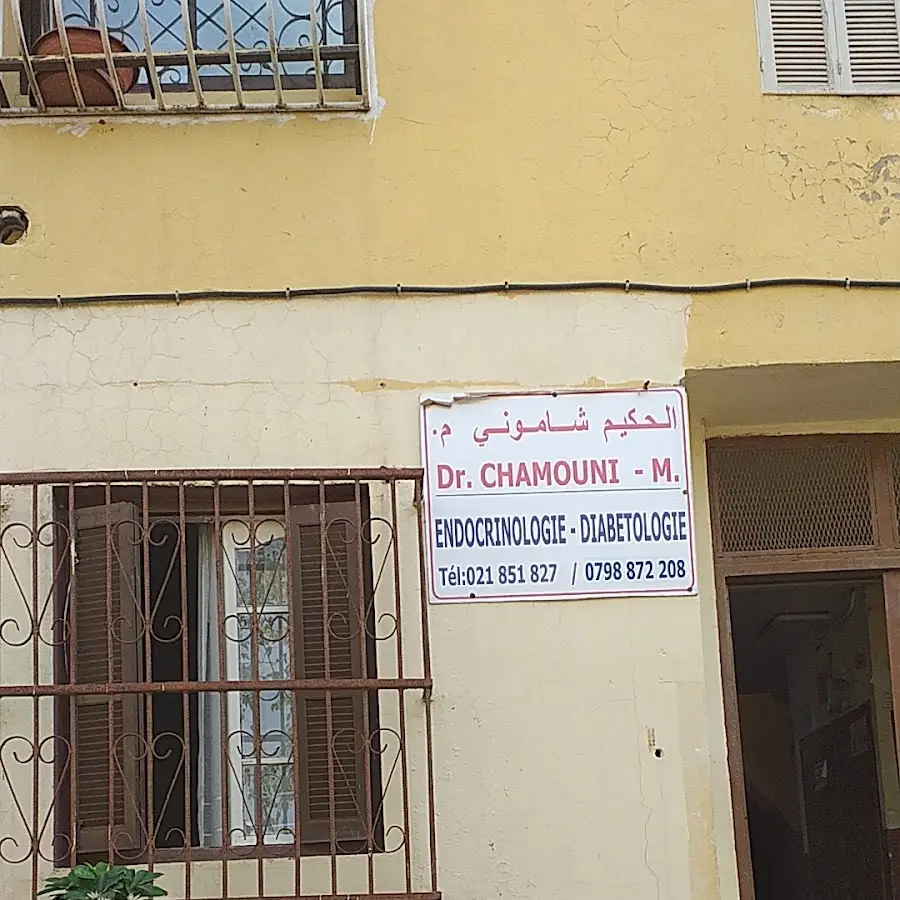 الحكيم شاموني م.
Dr. CHAMOUNI - M.
ENDOCRINOLOGIE - DIABETOLOGIE
Tél:021 851 827 / 0798 872 208